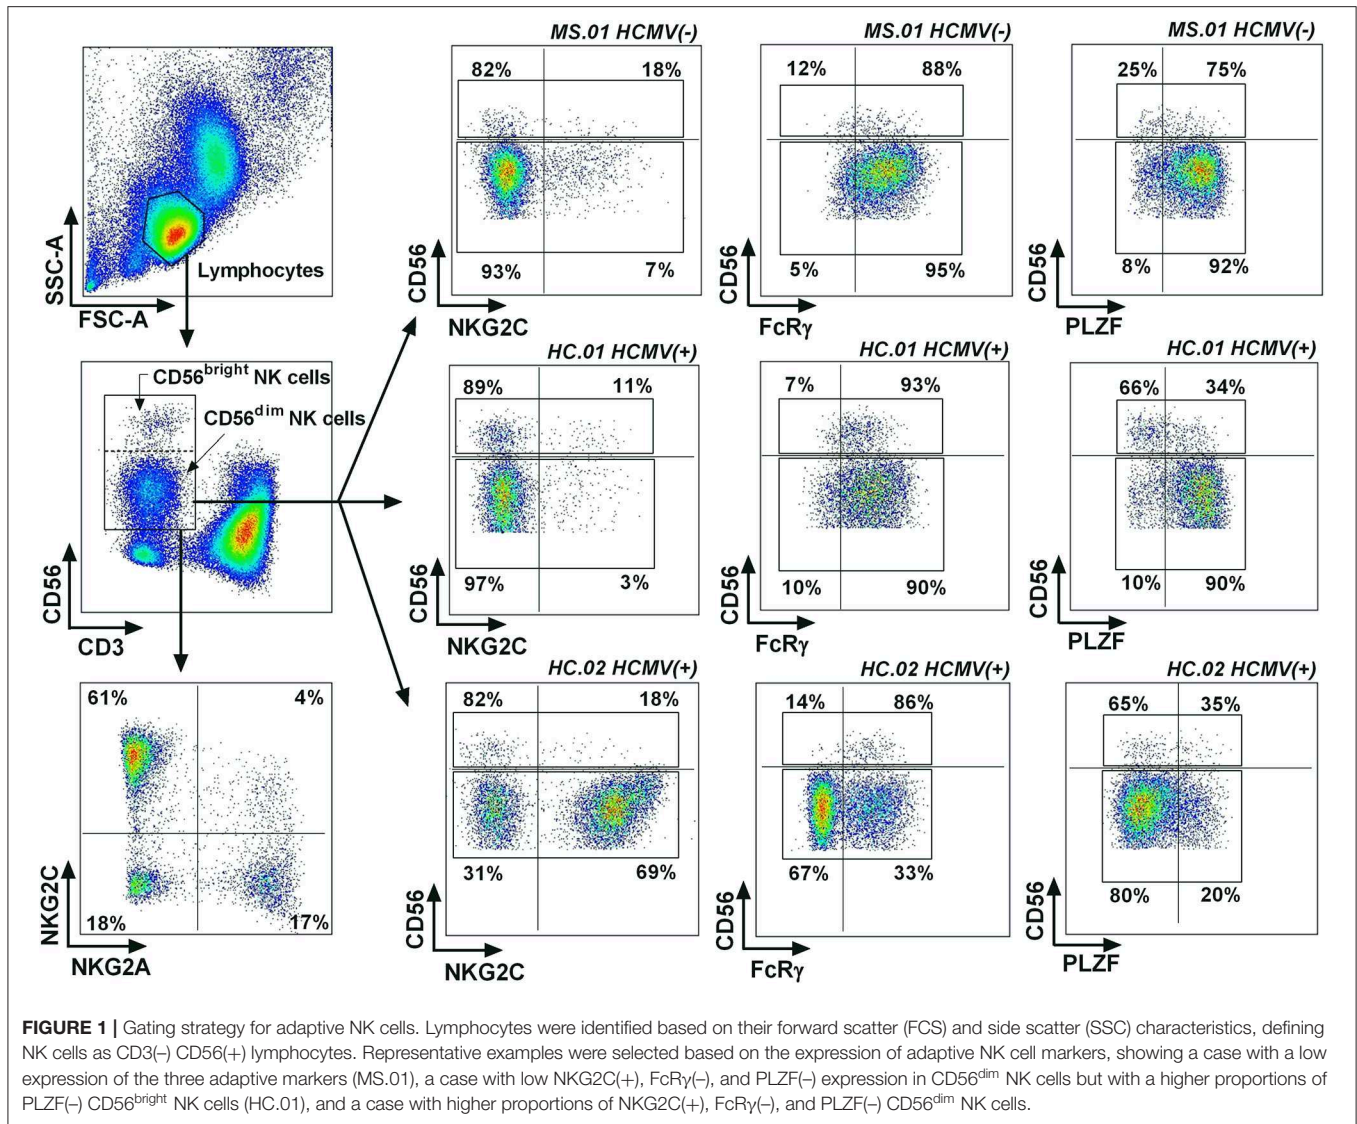 MS.01 HCMV(-)
82%
18%
93%
7%
CD56
NKG2C
MS.01 HCMV(-)
12%
88%
5%
95%
CD56
FcRγ
MS.01 HCMV(-)
25%
75%
8%
92%
CD56
PLZF
SSC-A
Lymphocytes
FSC-A
CD56bright NK cells
CD56dim NK cells
CD56
CD3
HC.01 HCMV(+)
89%
11%
97%
3%
CD56
NKG2C
HC.01 HCMV(+)
7%
93%
10%
90%
CD56
FcRγ
HC.01 HCMV(+)
66%
34%
10%
90%
CD56
PLZF
61%
4%
18%
17%
NKG2C
NKG2A
HC.02 HCMV(+)
82%
18%
31%
69%
CD56
NKG2C
HC.02 HCMV(+)
14%
86%
67%
33%
CD56
FcRγ
HC.02 HCMV(+)
65%
35%
80%
20%
CD56
PLZF
FIGURE 1 | Gating strategy for adaptive NK cells. Lymphocytes were identified based on their forward scatter (FCS) and side scatter (SSC) characteristics, defining
NK cells as CD3(–) CD56(+) lymphocytes. Representative examples were selected based on the expression of adaptive NK cell markers, showing a case with a low
expression of the three adaptive markers (MS.01), a case with low NKG2C(+), FcRγ(–), and PLZF(–) expression in CD56dim NK cells but with a higher proportions of
PLZF(–) CD56bright NK cells (HC.01), and a case with higher proportions of NKG2C(+), FcRγ(–), and PLZF(–) CD56dim NK cells.